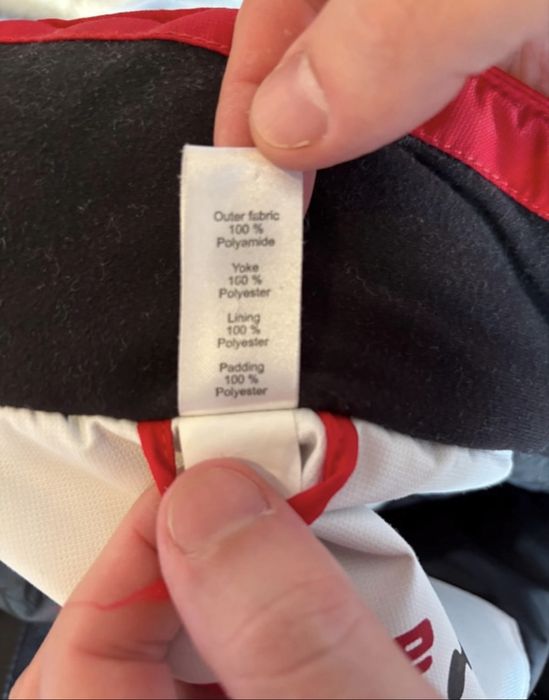 Outer fabric
100 %
Polyamide
Yoke
100 %
Polyester
Lining
100 %
Polyester
Padding
100 %
Polyester